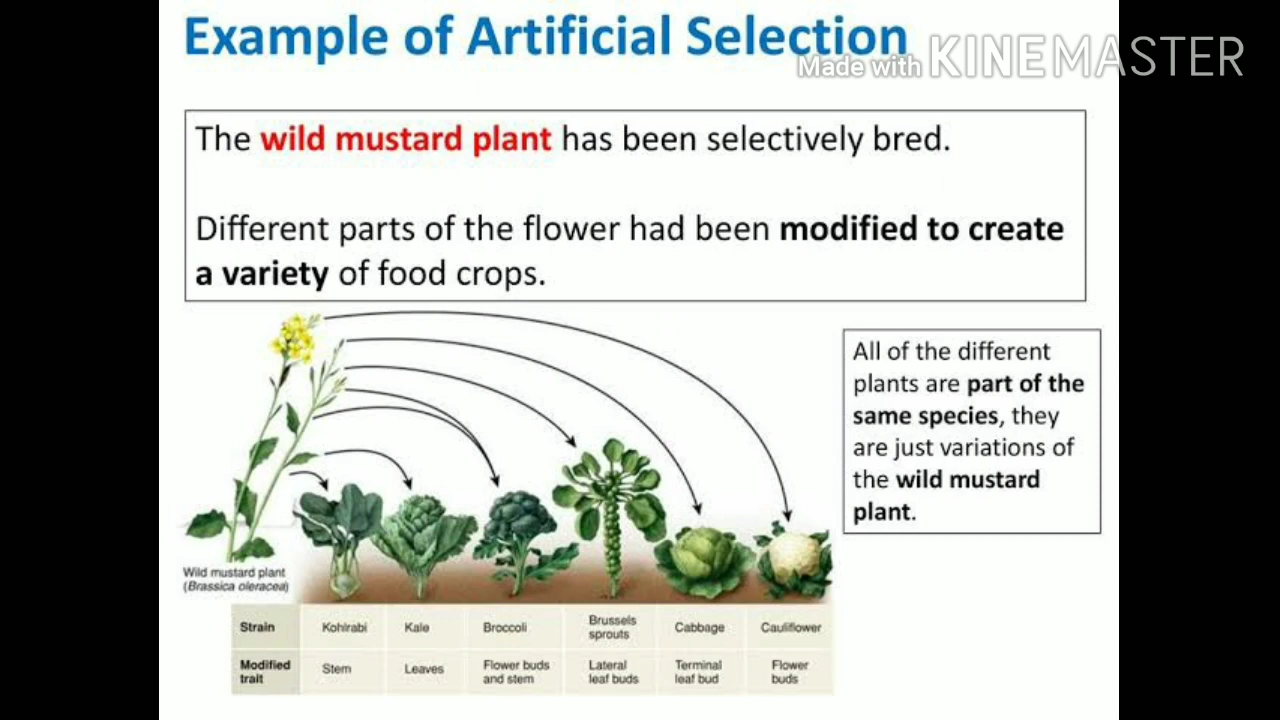 Example of Artificial Selection
Made with KINEMASTER
The wild mustard plant has been selectively bred.
Different parts of the flower had been modified to create
a variety of food crops.
All of the different
plants are part of the
same species, they
are just variations of
the wild mustard
plant.
Wild mustard plant
(Brassica oleracea)
Strain Kohlrabi Kale Broccoli Brussels sprouts Cabbage Cauliflower
Modified trait Stem Leaves Flower buds and stem Lateral leaf buds Terminal leaf bud Flower buds